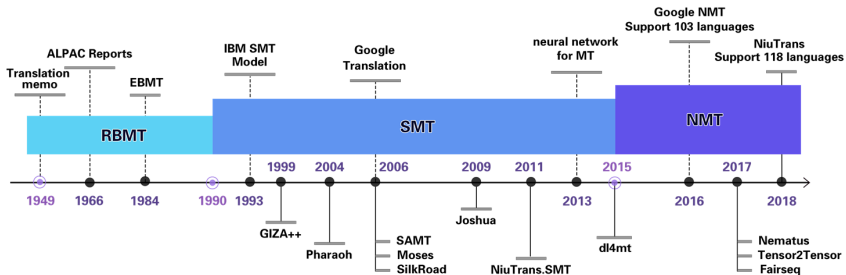 Google NMT
Support 103 languages
ALPAC Reports
IBM SMT
Model
Google
Translation
neural network
for MT
NiuTrans
Support 118 languages
Translation
memo
EBMT
RBMT
SMT
NMT
1999
2004
2006
2009
2011
2015
2017
1949
1966
1984
1990
1993
2013
2016
2018
GIZA++
Pharaoh
SAMT
Moses
SilkRoad
Joshua
NiuTrans.SMT
dl4mt
Nematus
Tensor2Tensor
Fairseq